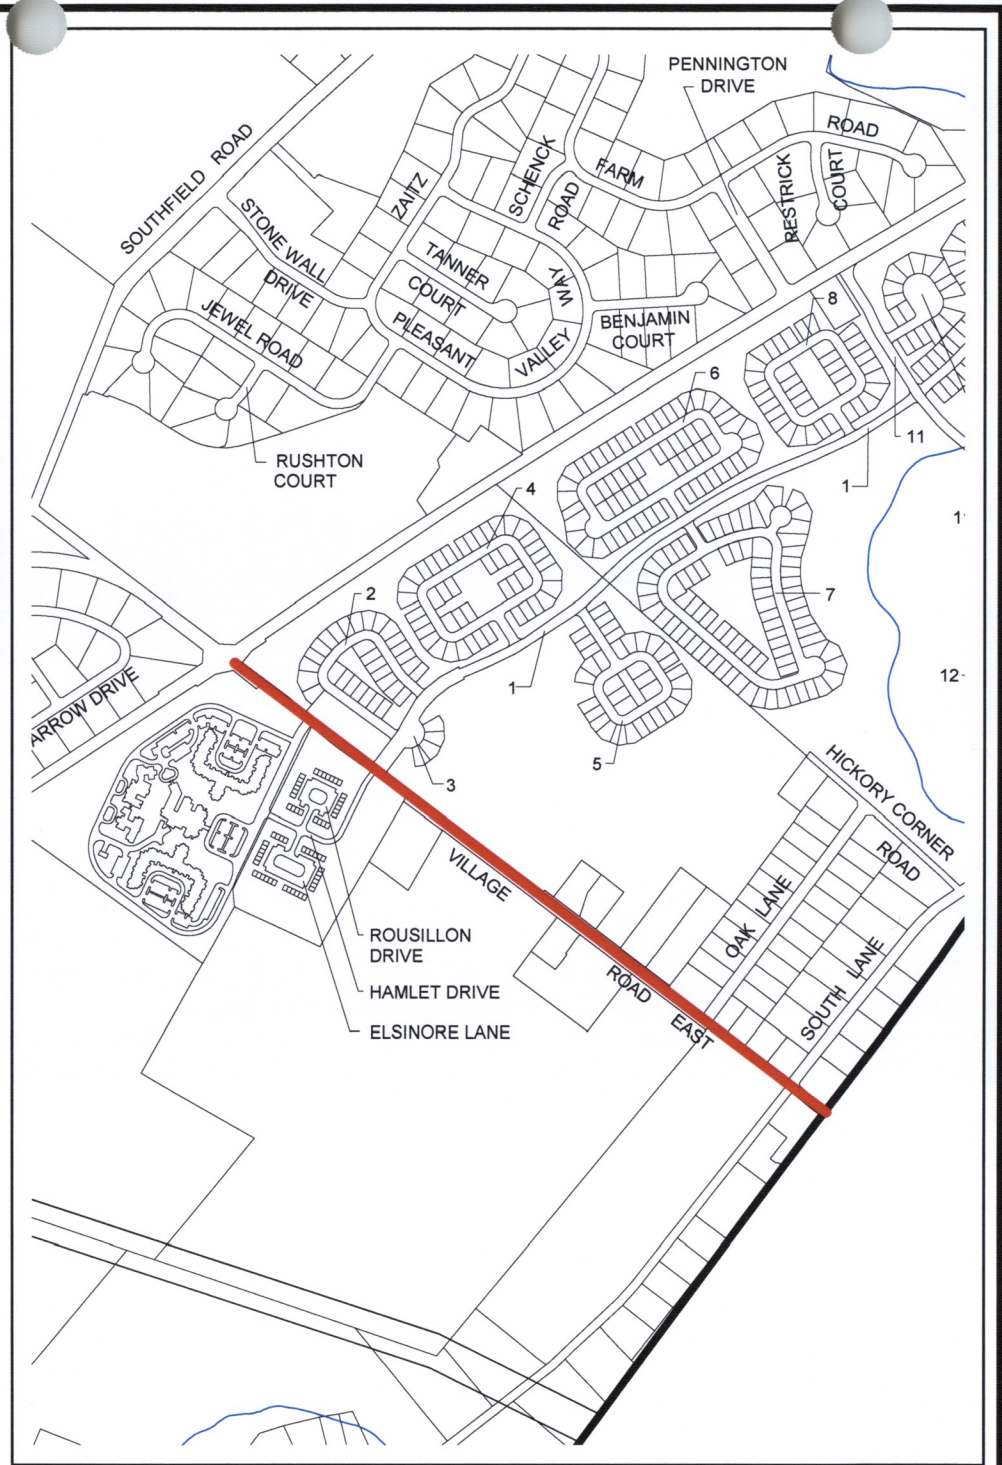 PENNINGTON
DRIVE
ROAD
SOUTHFIELD ROAD
SCHENCK
ROAD
FARM
RESTRICK
COURT
ZAITZ
STONE WALL
DRIVE
TANNER
COURT
WAY
8
JEWEL ROAD
PLEASANT
VALLEY
BENJAMIN
COURT
6
11
RUSHTON
COURT
4
1
1
2
7
1
12
ARROW DRIVE
5
3
HICKORY CORNER
ROAD
VILLAGE
ROAD
EAST
OAK LANE
SOUTH LANE
ROUSILLON
DRIVE
HAMLET DRIVE
ELSINORE LANE